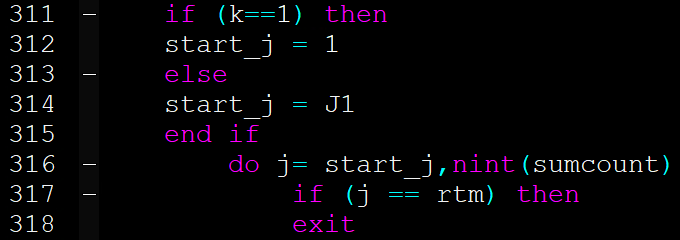 311 - if (k==1) then
312 start_j = 1
313 - else
314 start_j = J1
315 end if
316 - do j= start_j,nint(sumcount)
317 - if (j == rtm) then
318 exit